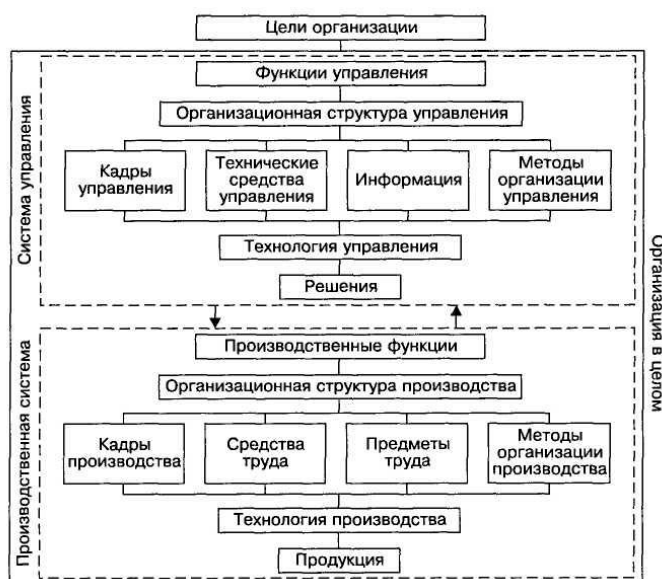 Цели организации
Система управления
Функции управления
Организационная структура управления
Кадры
управления
Технические
средства
управления
Информация
Методы
организации
управления
Технология управления
Решения
Организация в целом
Производственная система
Производственные функции
Организационная структура производства
Кадры
производства
Средства
труда
Предметы
труда
Методы
организации
производства
Технология производства
Продукция